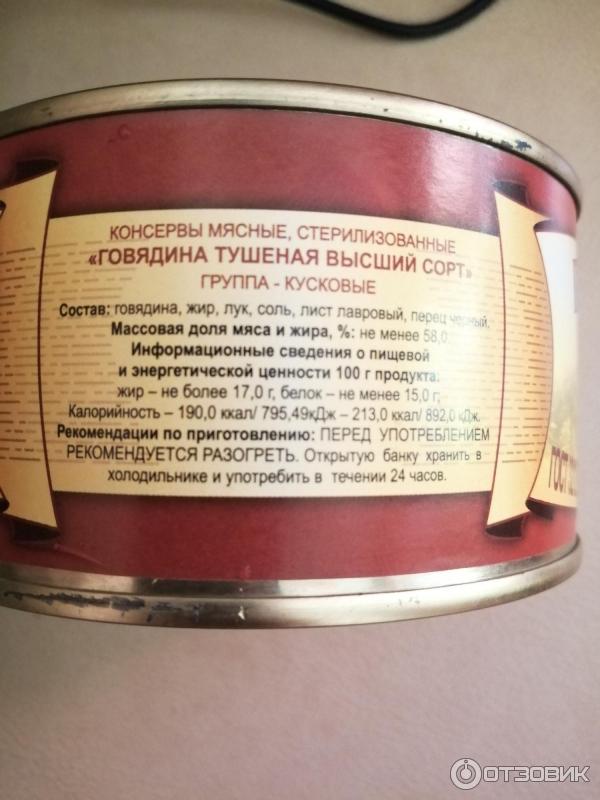 КОНСЕРВЫ МЯСНЫЕ, СТЕРИЛИЗОВАННЫЕ
«ГОВЯДИНА ТУШЕНАЯ ВЫСШИЙ СОРТ»
ГРУППА - КУСКОВЫЕ
Состав: говядина, жир, лук, соль, лист лавровый, перец черный.
Массовая доля мяса и жира, %: не менее 58,0
Информационные сведения о пищевой
и энергетической ценности 100 г продукта:
жир – не более 17,0 г, белок – не менее 15,0 г;
Калорийность – 190,0 ккал/ 795,49кДж – 213,0 ккал/ 892,0 кДж.
Рекомендации по приготовлению: ПЕРЕД УПОТРЕБЛЕНИЕМ
РЕКОМЕНДУЕТСЯ РАЗОГРЕТЬ. Открытую банку хранить в
холодильнике и употребить в течении 24 часов.
ГОСТ
ОТЗОВИК